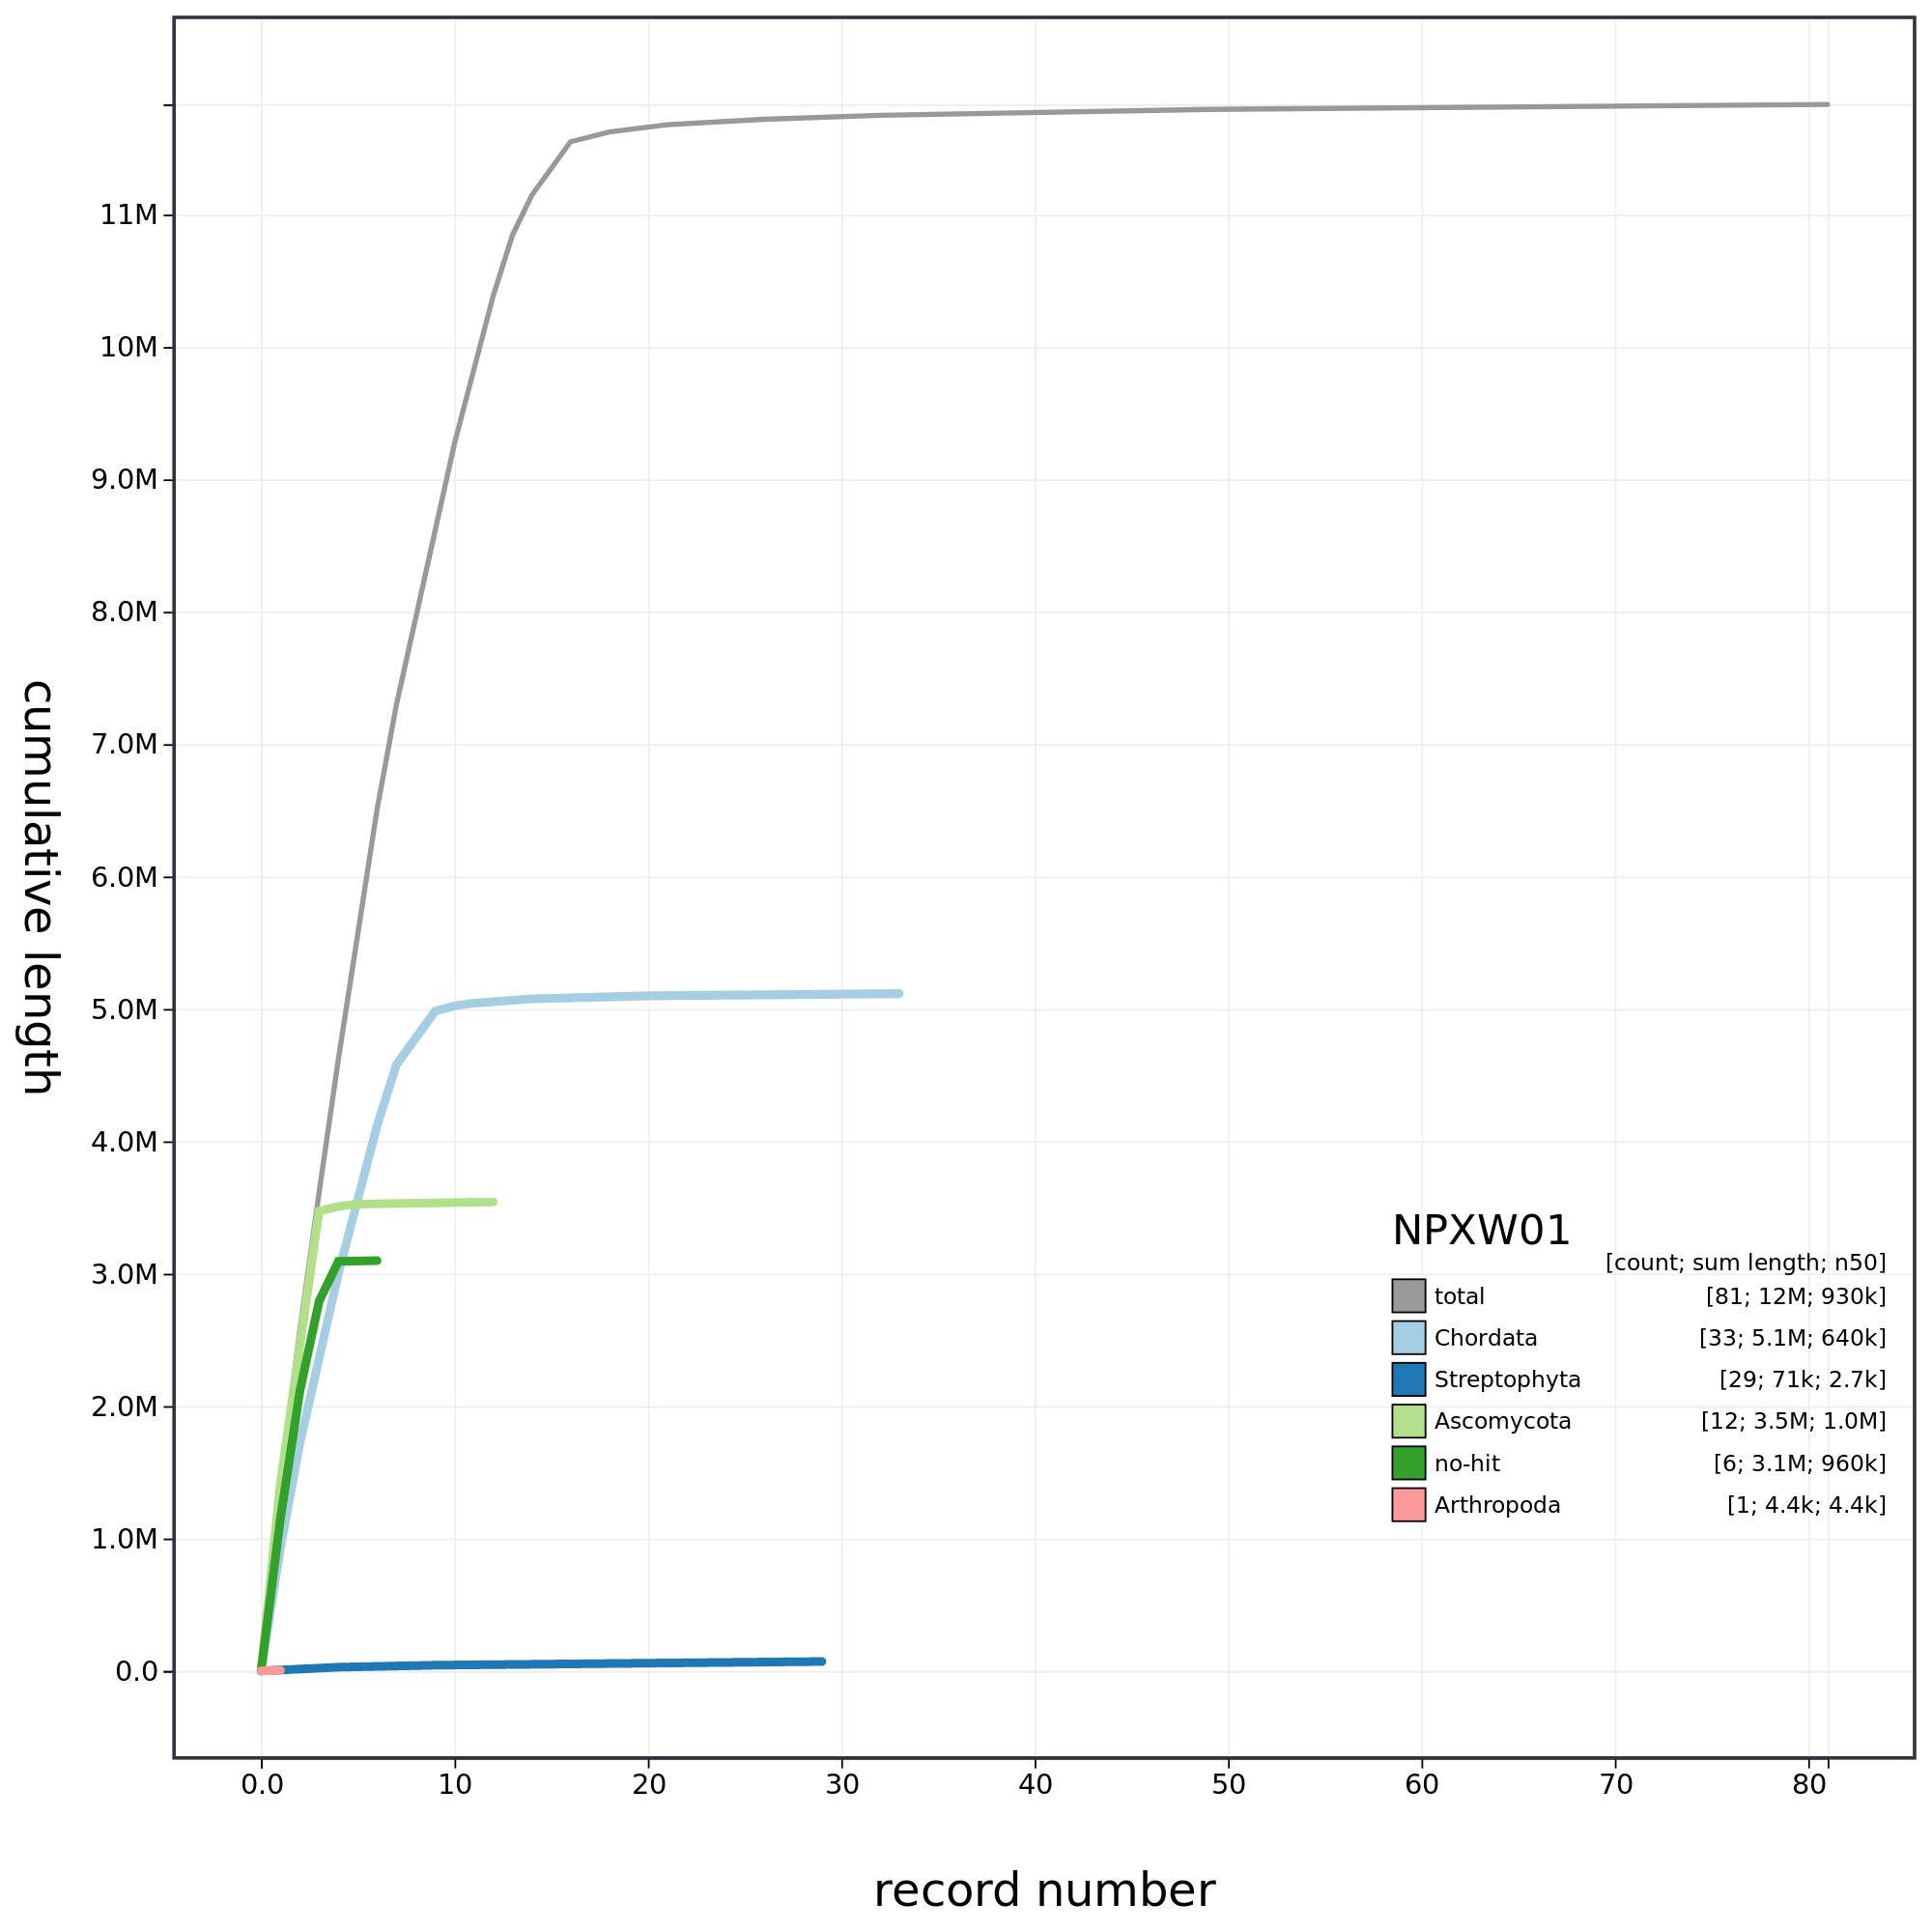 cumulative length
11M
10M
9.0M
8.0M
7.0M
6.0M
5.0M
4.0M
3.0M
2.0M
1.0M
0.0
NPXW01
[count; sum length; n50]
total [81; 12M; 930k]
Chordata [33; 5.1M; 640k]
Streptophyta [29; 71k; 2.7k]
Ascomycota [12; 3.5M; 1.0M]
no-hit [6; 3.1M; 960k]
Arthropoda [1; 4.4k; 4.4k]
0.0 10 20 30 40 50 60 70 80
record number